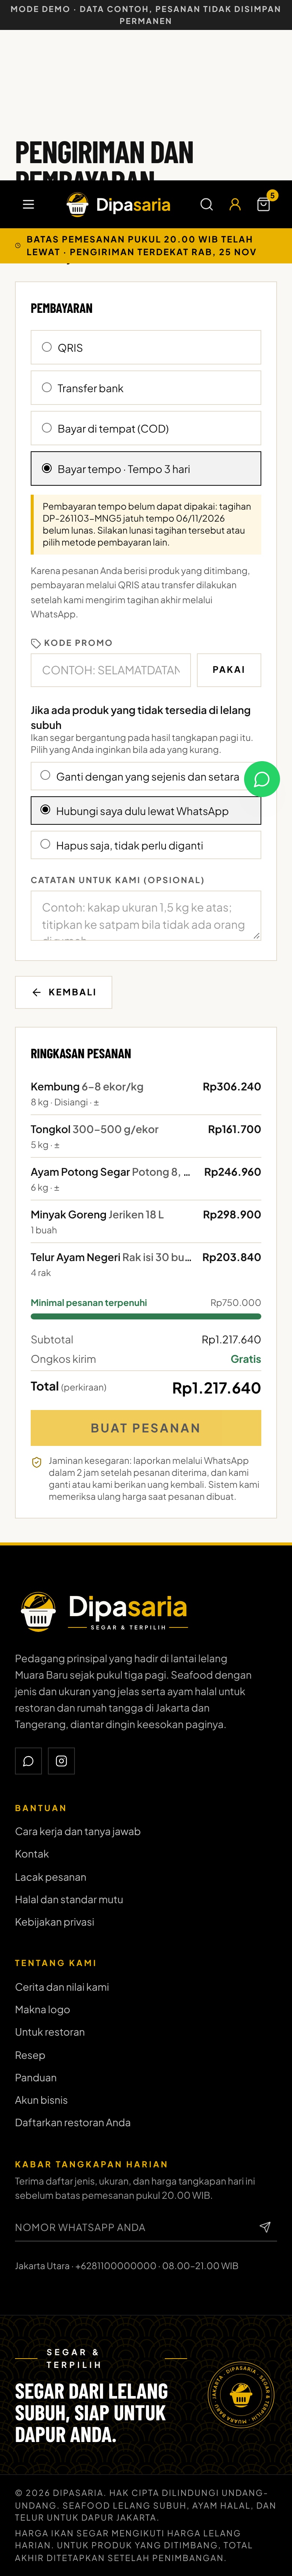 MODE DEMO · DATA CONTOH, PESANAN TIDAK DISIMPAN
PERMANEN
PENGIRIMAN DAN
PEMBAYARAN
Dipasaria
5
BATAS PEMESANAN PUKUL 20.00 WIB TELAH
LEWAT · PENGIRIMAN TERDEKAT RAB, 25 NOV
PEMBAYARAN
QRIS
Transfer bank
Bayar di tempat (COD)
Bayar tempo · Tempo 3 hari
Pembayaran tempo belum dapat dipakai: tagihan
DP-261103-MNG5 jatuh tempo 06/11/2026
belum lunas. Silakan lunasi tagihan tersebut atau
pilih metode pembayaran lain.
Karena pesanan Anda berisi produk yang ditimbang,
pembayaran melalui QRIS atau transfer dilakukan
setelah kami mengirim tagihan akhir melalui
WhatsApp.
KODE PROMO
CONTOH: SELAMATDATAN
PAKAI
Jika ada produk yang tidak tersedia di lelang
subuh
Ikan segar bergantung pada hasil tangkapan pagi itu.
Pilih yang Anda inginkan bila ada yang kurang.
Ganti dengan yang sejenis dan setara
Hubungi saya dulu lewat WhatsApp
Hapus saja, tidak perlu diganti
CATATAN UNTUK KAMI (OPSIONAL)
Contoh: kakap ukuran 1,5 kg ke atas;
titipkan ke satpam bila tidak ada orang
di rumah
KEMBALI
RINGKASAN PESANAN
Kembung 6–8 ekor/kg Rp306.240
8 kg · Disiangi · ±
Tongkol 300–500 g/ekor Rp161.700
5 kg · ±
Ayam Potong Segar Potong 8, … Rp246.960
6 kg · ±
Minyak Goreng Jeriken 18 L Rp298.900
1 buah
Telur Ayam Negeri Rak isi 30 bu… Rp203.840
4 rak
Minimal pesanan terpenuhi Rp750.000
Subtotal Rp1.217.640
Ongkos kirim Gratis
Total (perkiraan) Rp1.217.640
BUAT PESANAN
Jaminan kesegaran: laporkan melalui WhatsApp
dalam 2 jam setelah pesanan diterima, dan kami
ganti atau kami berikan uang kembali. Sistem kami
memeriksa ulang harga saat pesanan dibuat.
Dipasaria
SEGAR & TERPILIH
Pedagang prinsipal yang hadir di lantai lelang
Muara Baru sejak pukul tiga pagi. Seafood dengan
jenis dan ukuran yang jelas serta ayam halal untuk
restoran dan rumah tangga di Jakarta dan
Tangerang, diantar dingin keesokan paginya.
BANTUAN
Cara kerja dan tanya jawab
Kontak
Lacak pesanan
Halal dan standar mutu
Kebijakan privasi
TENTANG KAMI
Cerita dan nilai kami
Makna logo
Untuk restoran
Resep
Panduan
Akun bisnis
Daftarkan restoran Anda
KABAR TANGKAPAN HARIAN
Terima daftar jenis, ukuran, dan harga tangkapan hari ini
sebelum batas pemesanan pukul 20.00 WIB.
NOMOR WHATSAPP ANDA
Jakarta Utara · +6281100000000 · 08.00–21.00 WIB
SEGAR &
TERPILIH
SEGAR DARI LELANG
SUBUH, SIAP UNTUK
DAPUR ANDA.
© 2026 DIPASARIA. HAK CIPTA DILINDUNGI UNDANG-
UNDANG. SEAFOOD LELANG SUBUH, AYAM HALAL, DAN
TELUR UNTUK DAPUR JAKARTA.
HARGA IKAN SEGAR MENGIKUTI HARGA LELANG
HARIAN. UNTUK PRODUK YANG DITIMBANG, TOTAL
AKHIR DITETAPKAN SETELAH PENIMBANGAN.